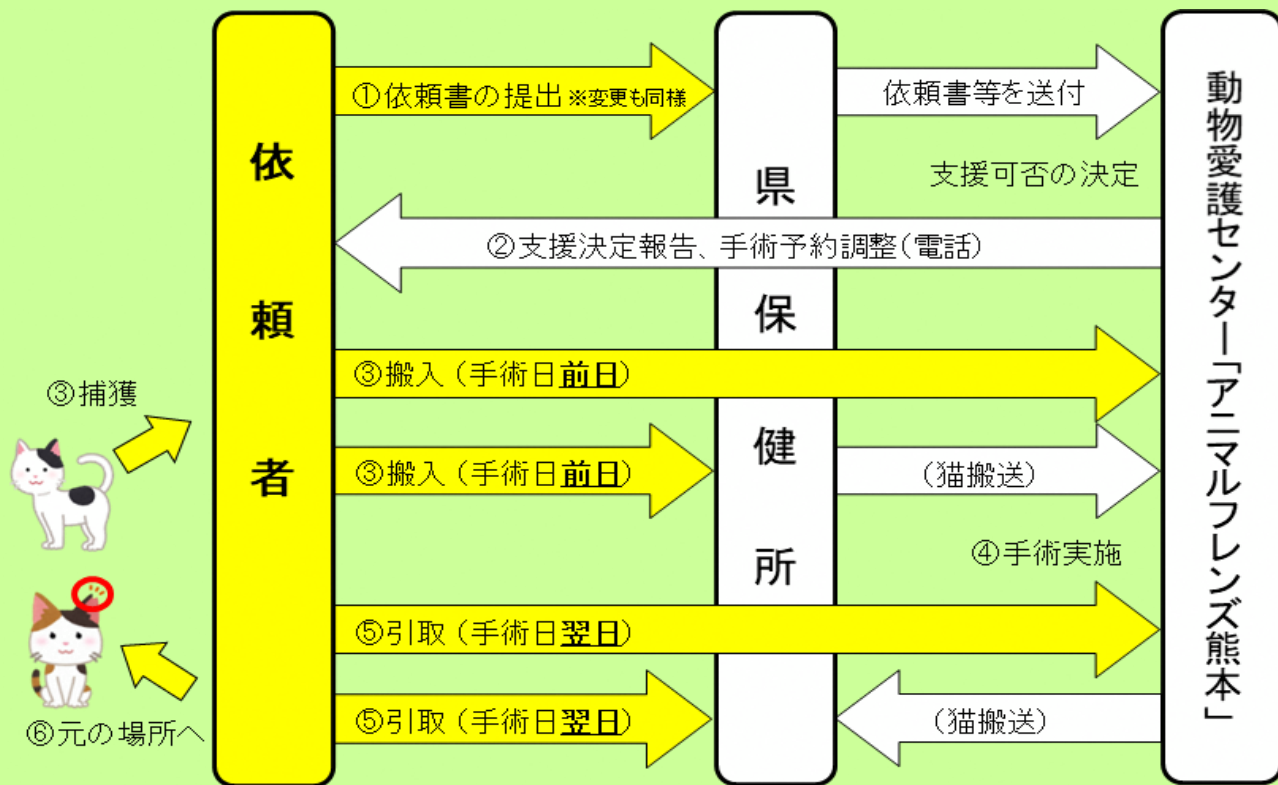 依頼者
県保健所
動物愛護センター「アニマルフレンズ熊本」
①依頼書の提出 ※変更も同様
依頼書等を送付
支援可否の決定
②支援決定報告、手術予約調整(電話)
③捕獲
③搬入(手術日前日)
③搬入(手術日前日)
(猫搬送)
④手術実施
⑤引取(手術日翌日)
⑤引取(手術日翌日)
(猫搬送)
⑥元の場所へ